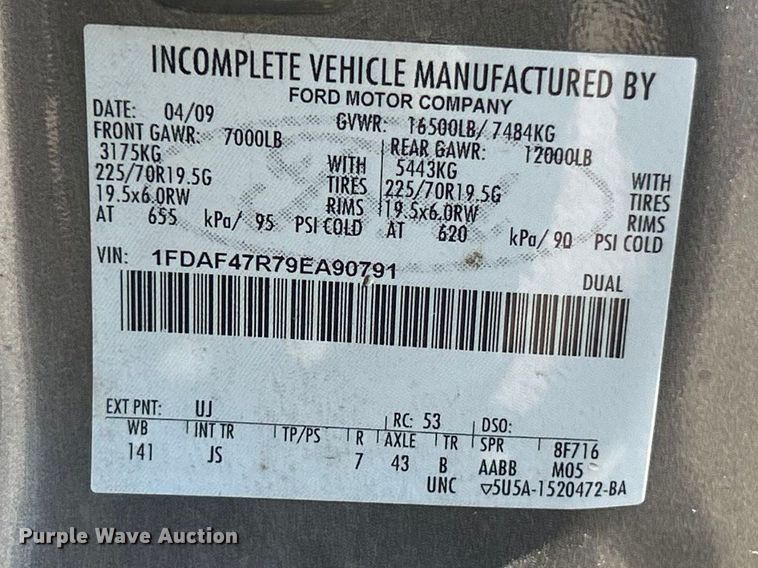 INCOMPLETE VEHICLE MANUFACTURED BY
FORD MOTOR COMPANY
DATE: 04/09 GVWR: 16500LB/ 7484KG
FRONT GAWR: 7000LB REAR GAWR: 12000LB
3175KG WITH 5443KG WITH
225/70R19.5G TIRES 225/70R19.5G TIRES
19.5x6.0RW RIMS 19.5x6.0RW RIMS
AT 655 kPa/ 95 PSI COLD AT 620 kPa/ 90 PSI COLD
VIN: 1FDAF47R79EA90791
DUAL
EXT PNT: UJ RC: 53 DSO:
WB INT TR TP/PS R AXLE TR SPR 8F716
141 JS 7 43 B AABB M05
UNC ▽5U5A-1520472-BA
Purple Wave Auction®